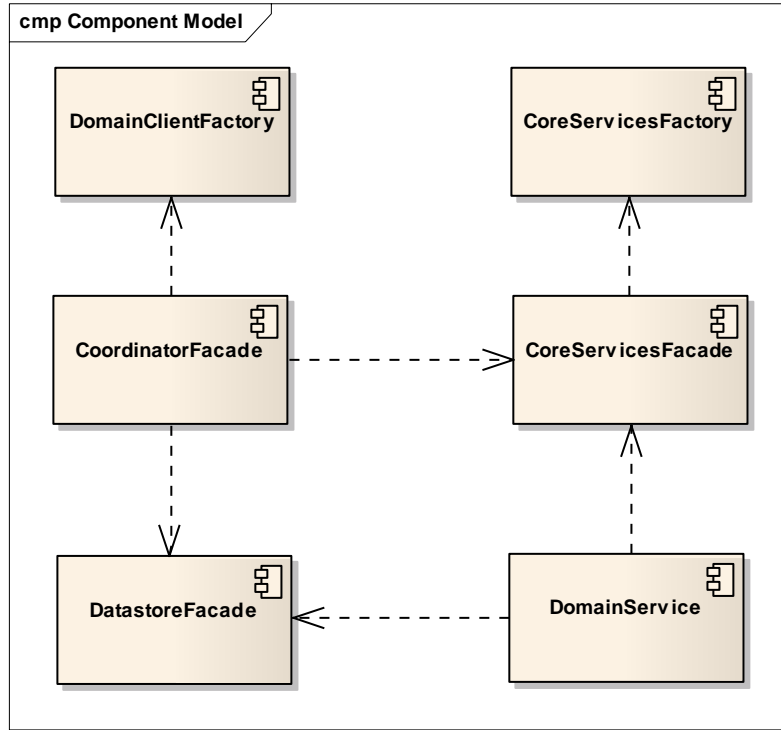 cmp Component Model
DomainClientFactory
CoreServicesFactory
CoordinatorFacade
CoreServicesFacade
DatastoreFacade
DomainService